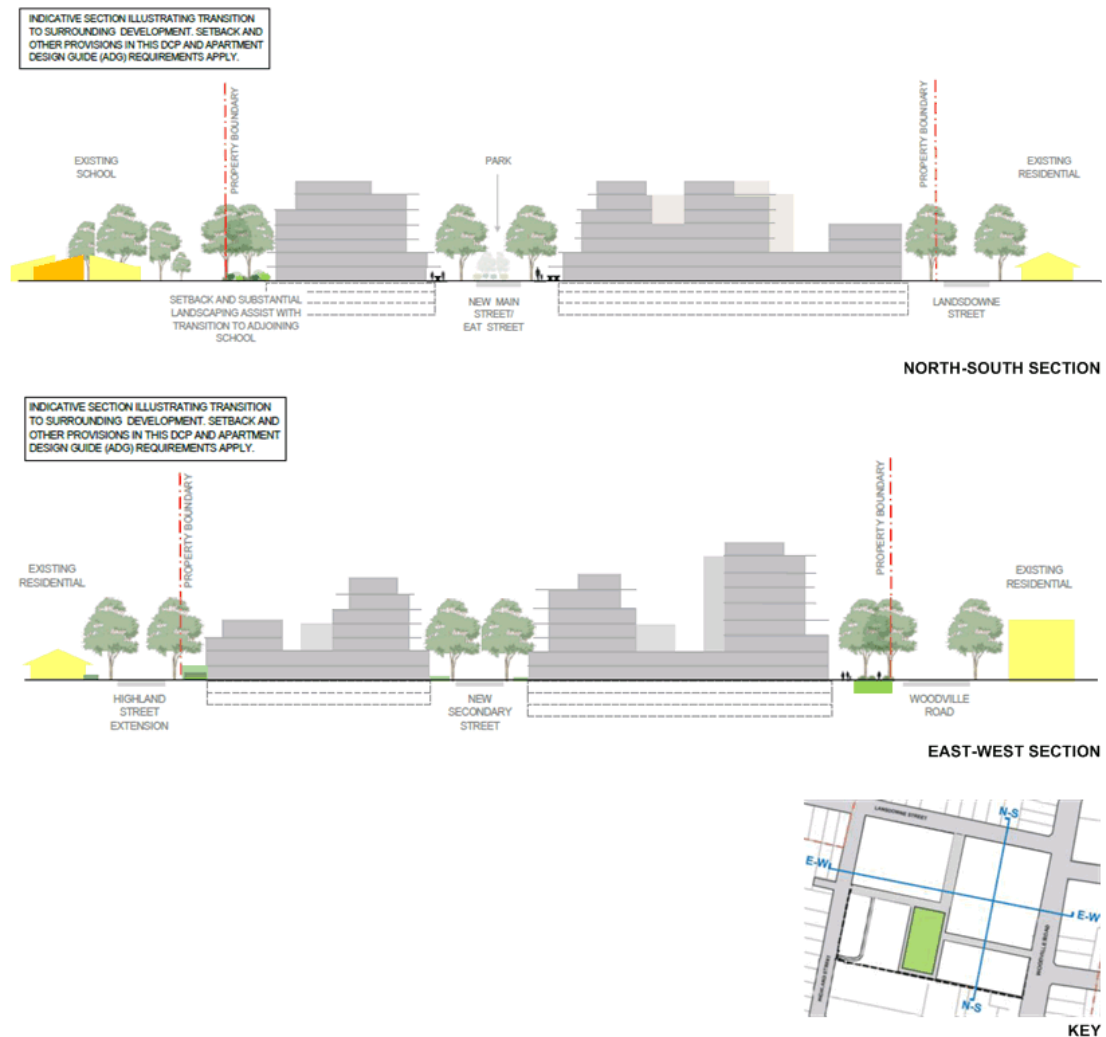 INDICATIVE SECTION ILLUSTRATING TRANSITION
TO SURROUNDING DEVELOPMENT. SETBACK AND
OTHER PROVISIONS IN THIS DCP AND APARTMENT
DESIGN GUIDE (ADG) REQUIREMENTS APPLY.
PROPERTY BOUNDARY
PROPERTY BOUNDARY
EXISTING
SCHOOL
PARK
EXISTING
RESIDENTIAL
SETBACK AND SUBSTANTIAL
LANDSCAPING ASSIST WITH
TRANSITION TO ADJOINING
SCHOOL
NEW MAIN
STREET/
EAT STREET
LANDSDOWNE
STREET
NORTH-SOUTH SECTION
INDICATIVE SECTION ILLUSTRATING TRANSITION
TO SURROUNDING DEVELOPMENT. SETBACK AND
OTHER PROVISIONS IN THIS DCP AND APARTMENT
DESIGN GUIDE (ADG) REQUIREMENTS APPLY.
PROPERTY BOUNDARY
PROPERTY BOUNDARY
EXISTING
RESIDENTIAL
EXISTING
RESIDENTIAL
HIGHLAND
STREET
EXTENSION
NEW
SECONDARY
STREET
WOODVILLE
ROAD
EAST-WEST SECTION
LANSDOWNE STREET
N-S
E-W
E-W
HIGHLAND STREET
WOODVILLE ROAD
N-S
KEY